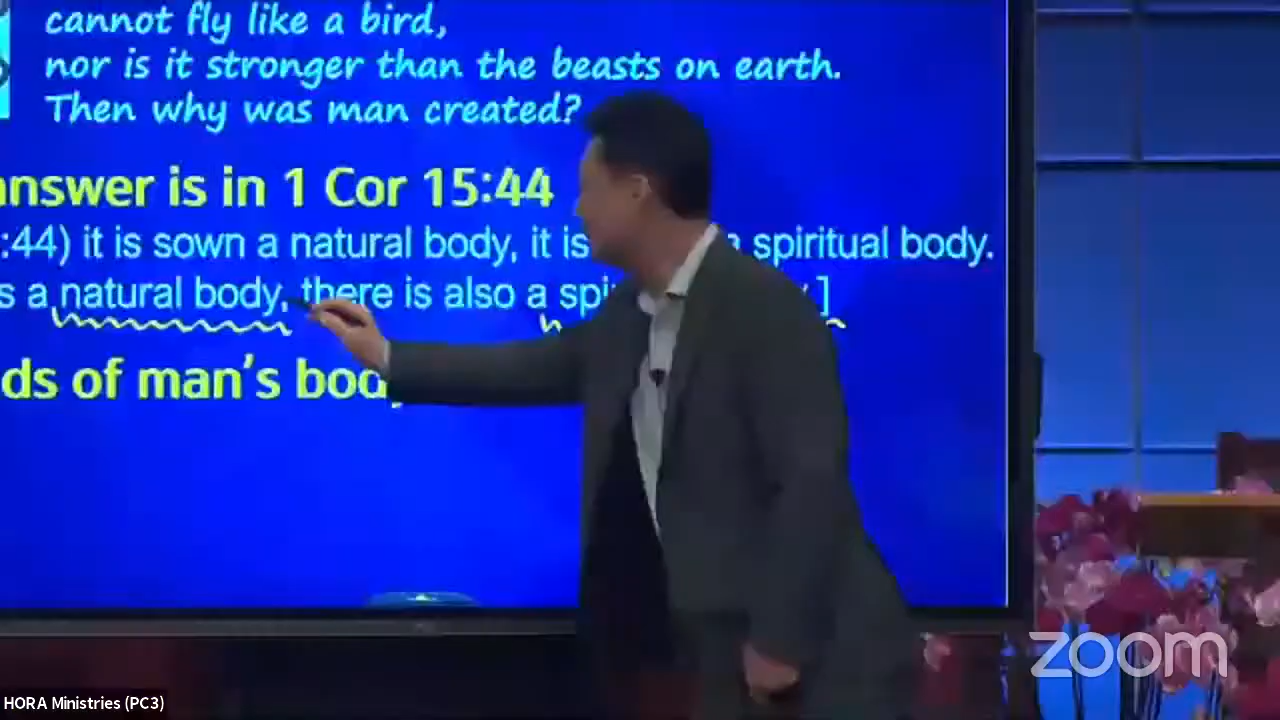 cannot fly like a bird,
nor is it stronger than the beasts on earth.
Then why was man created?
answer is in 1 Cor 15:44
:44) it is sown a natural body, it is a spiritual body.
s a natural body, there is also a spi y.]
ds of man's bod
zoom
HORA Ministries (PC3)